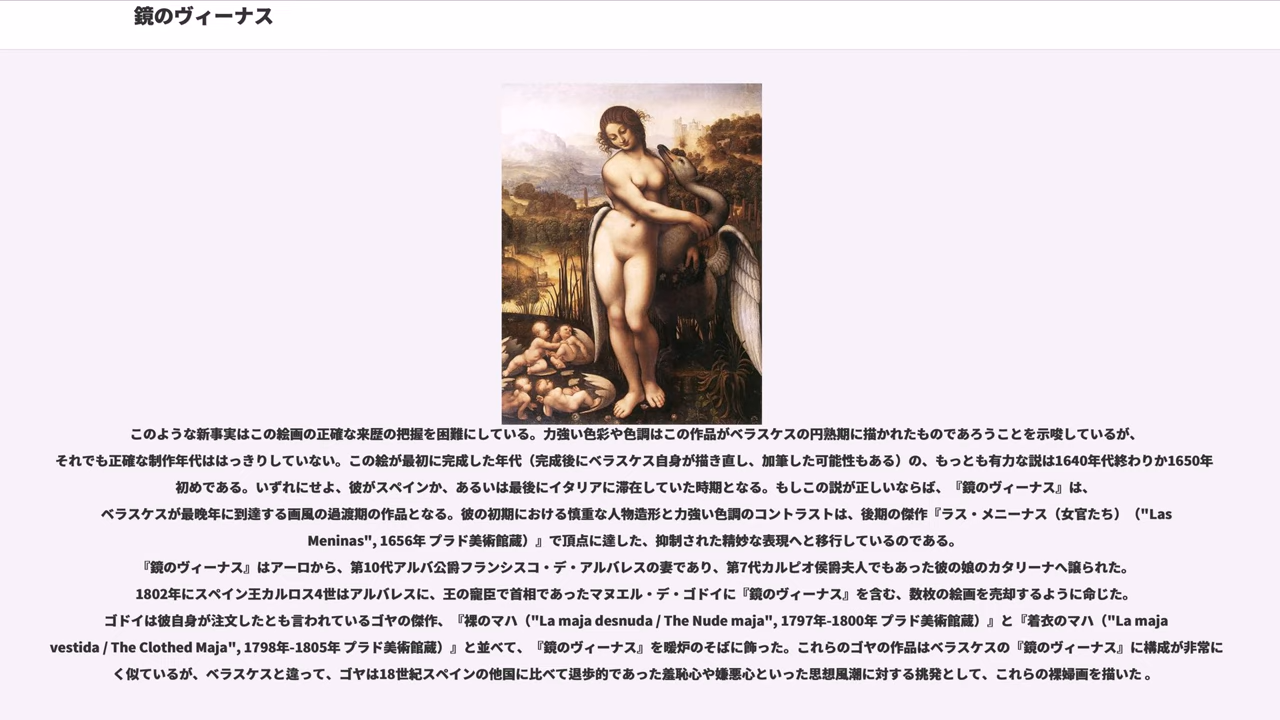 鏡のヴィーナス
このような新事実はこの絵画の正確な来歴の把握を困難にしている。力強い色彩や色調はこの作品がベラスケスの円熟期に描かれたものであろうことを示唆しているが、
それでも正確な制作年代ははっきりしていない。この絵が最初に完成した年代（完成後にベラスケス自身が描き直し、加筆した可能性もある）の、もっとも有力な説は1640年代終わりか1650年
初めである。いずれにせよ、彼がスペインか、あるいは最後にイタリアに滞在していた時期となる。もしこの説が正しいならば、『鏡のヴィーナス』は、
ベラスケスが最晩年に到達する画風の過渡期の作品となる。彼の初期における慎重な人物造形と力強い色調のコントラストは、後期の傑作『ラス・メニーナス（女官たち）（"Las
Meninas", 1656年 プラド美術館蔵）』で頂点に達した、抑制された精妙な表現へと移行しているのである。
『鏡のヴィーナス』はアーロから、第10代アルバ公爵フランシスコ・デ・アルバレスの妻であり、第7代カルピオ侯爵夫人でもあった彼の娘のカタリーナへ譲られた。
1802年にスペイン王カルロス4世はアルバレスに、王の寵臣で首相であったマヌエル・デ・ゴドイに『鏡のヴィーナス』を含む、数枚の絵画を売却するように命じた。
ゴドイは彼自身が注文したとも言われているゴヤの傑作、『裸のマハ（"La maja desnuda / The Nude maja", 1797年-1800年 プラド美術館蔵）』と『着衣のマハ（"La maja
vestida / The Clothed Maja", 1798年-1805年 プラド美術館蔵）』と並べて、『鏡のヴィーナス』を暖炉のそばに飾った。これらのゴヤの作品はベラスケスの『鏡のヴィーナス』に構成が非常に
く似ているが、ベラスケスと違って、ゴヤは18世紀スペインの他国に比べて退歩的であった羞恥心や嫌悪心といった思想風潮に対する挑発として、これらの裸婦画を描いた 。